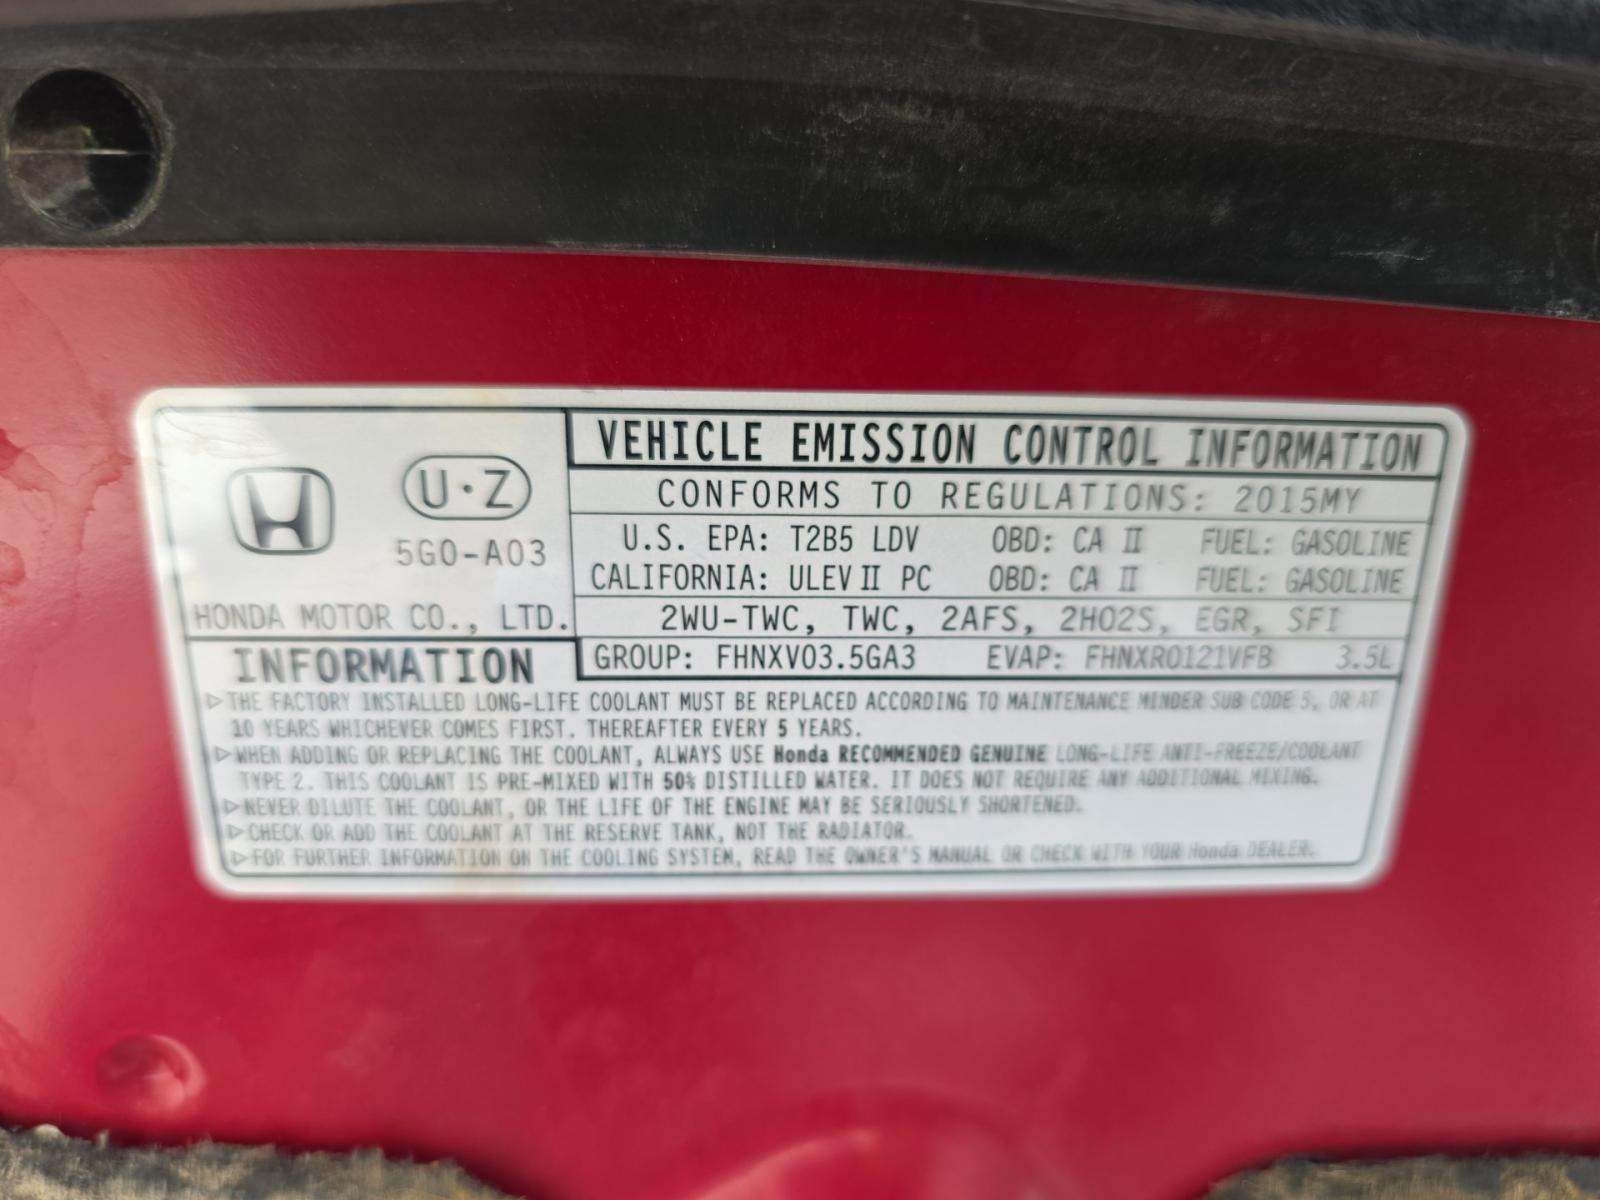 U·Z
5G0-A03
HONDA MOTOR CO., LTD.
VEHICLE EMISSION CONTROL INFORMATION
CONFORMS TO REGULATIONS: 2015MY
U.S. EPA: T2B5 LDV OBD: CA II FUEL: GASOLINE
CALIFORNIA: ULEV II PC OBD: CA II FUEL: GASOLINE
2WU-TWC, TWC, 2AFS, 2HO2S, EGR, SFI
GROUP: FHNXV03.5GA3 EVAP: FHNXR0121VFB 3.5L
INFORMATION
▷THE FACTORY INSTALLED LONG-LIFE COOLANT MUST BE REPLACED ACCORDING TO MAINTENANCE MINDER SUB CODE 5, OR AT
10 YEARS WHICHEVER COMES FIRST. THEREAFTER EVERY 5 YEARS.
▷WHEN ADDING OR REPLACING THE COOLANT, ALWAYS USE Honda RECOMMENDED GENUINE LONG-LIFE ANTI-FREEZE/COOLANT
TYPE 2. THIS COOLANT IS PRE-MIXED WITH 50% DISTILLED WATER. IT DOES NOT REQUIRE ANY ADDITIONAL MIXING.
▷NEVER DILUTE THE COOLANT, OR THE LIFE OF THE ENGINE MAY BE SERIOUSLY SHORTENED.
▷CHECK OR ADD THE COOLANT AT THE RESERVE TANK, NOT THE RADIATOR.
▷FOR FURTHER INFORMATION ON THE COOLING SYSTEM, READ THE OWNER'S MANUAL OR CHECK WITH YOUR Honda DEALER.